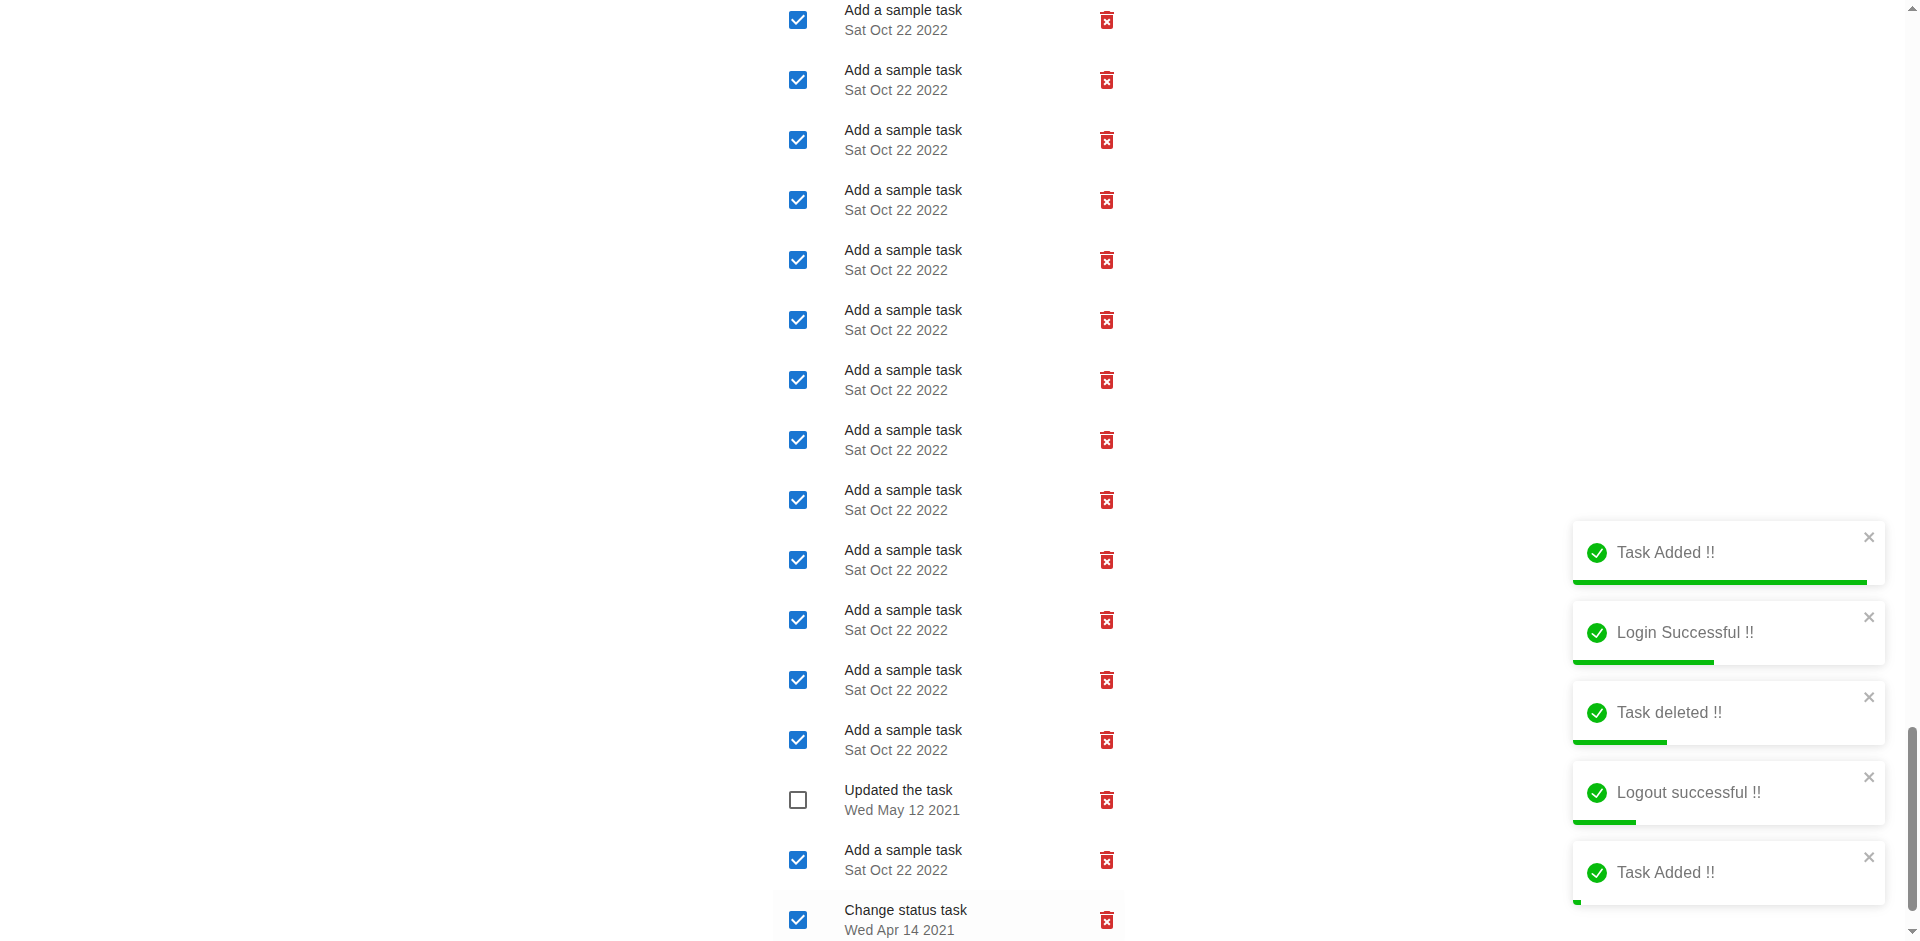 Add a sample task
Sat Oct 22 2022
Add a sample task
Sat Oct 22 2022
Add a sample task
Sat Oct 22 2022
Add a sample task
Sat Oct 22 2022
Add a sample task
Sat Oct 22 2022
Add a sample task
Sat Oct 22 2022
Add a sample task
Sat Oct 22 2022
Add a sample task
Sat Oct 22 2022
Add a sample task
Sat Oct 22 2022
Add a sample task
Sat Oct 22 2022
Add a sample task
Sat Oct 22 2022
Add a sample task
Sat Oct 22 2022
Add a sample task
Sat Oct 22 2022
Updated the task
Wed May 12 2021
Add a sample task
Sat Oct 22 2022
Change status task
Wed Apr 14 2021
Task Added !!
Login Successful !!
Task deleted !!
Logout successful !!
Task Added !!